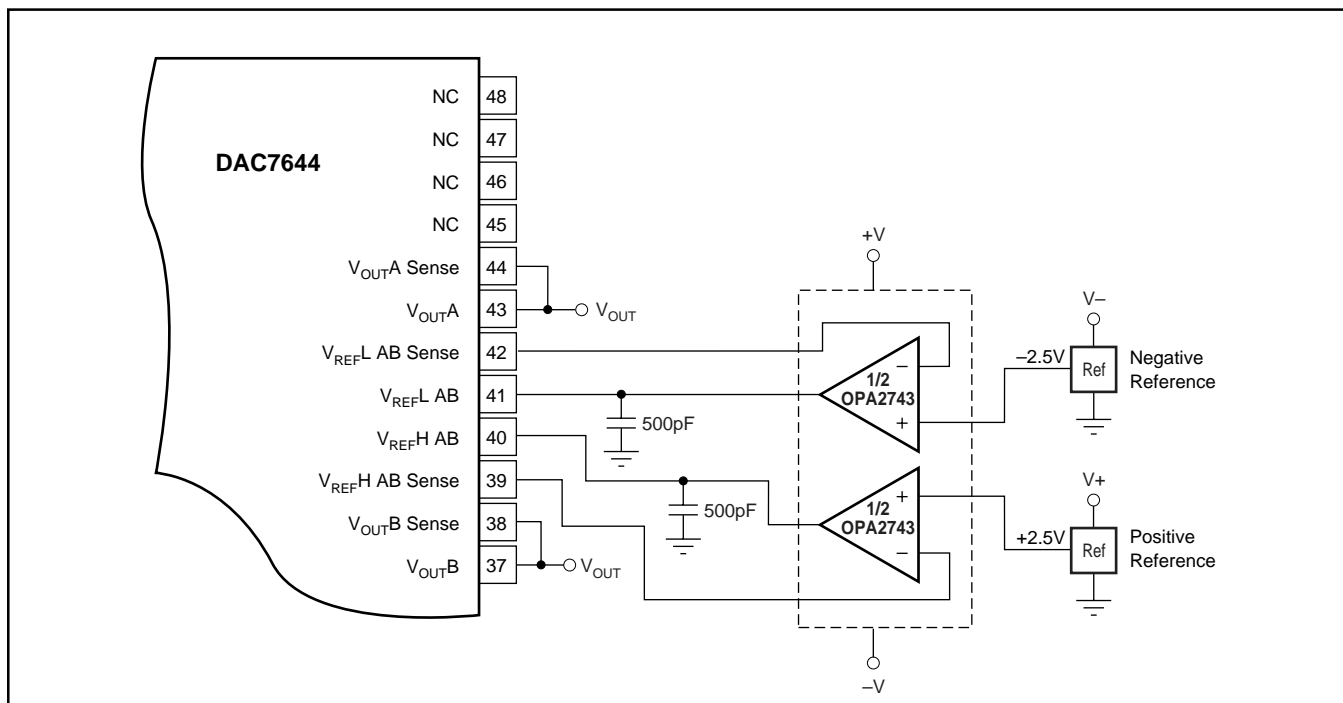 DAC7644
NC 48
NC 47
NC 46
NC 45
VOUTA Sense 44
VOUTA 43
VOUT
VREFL AB Sense 42
VREFL AB 41
VREFH AB 40
VREFH AB Sense 39
VOUTB Sense 38
VOUTB 37
VOUT
500pF
500pF
+V
–
1/2
OPA2743
+
+
1/2
OPA2743
–
–V
V–
–2.5V
Ref
Negative
Reference
V+
+2.5V
Ref
Positive
Reference